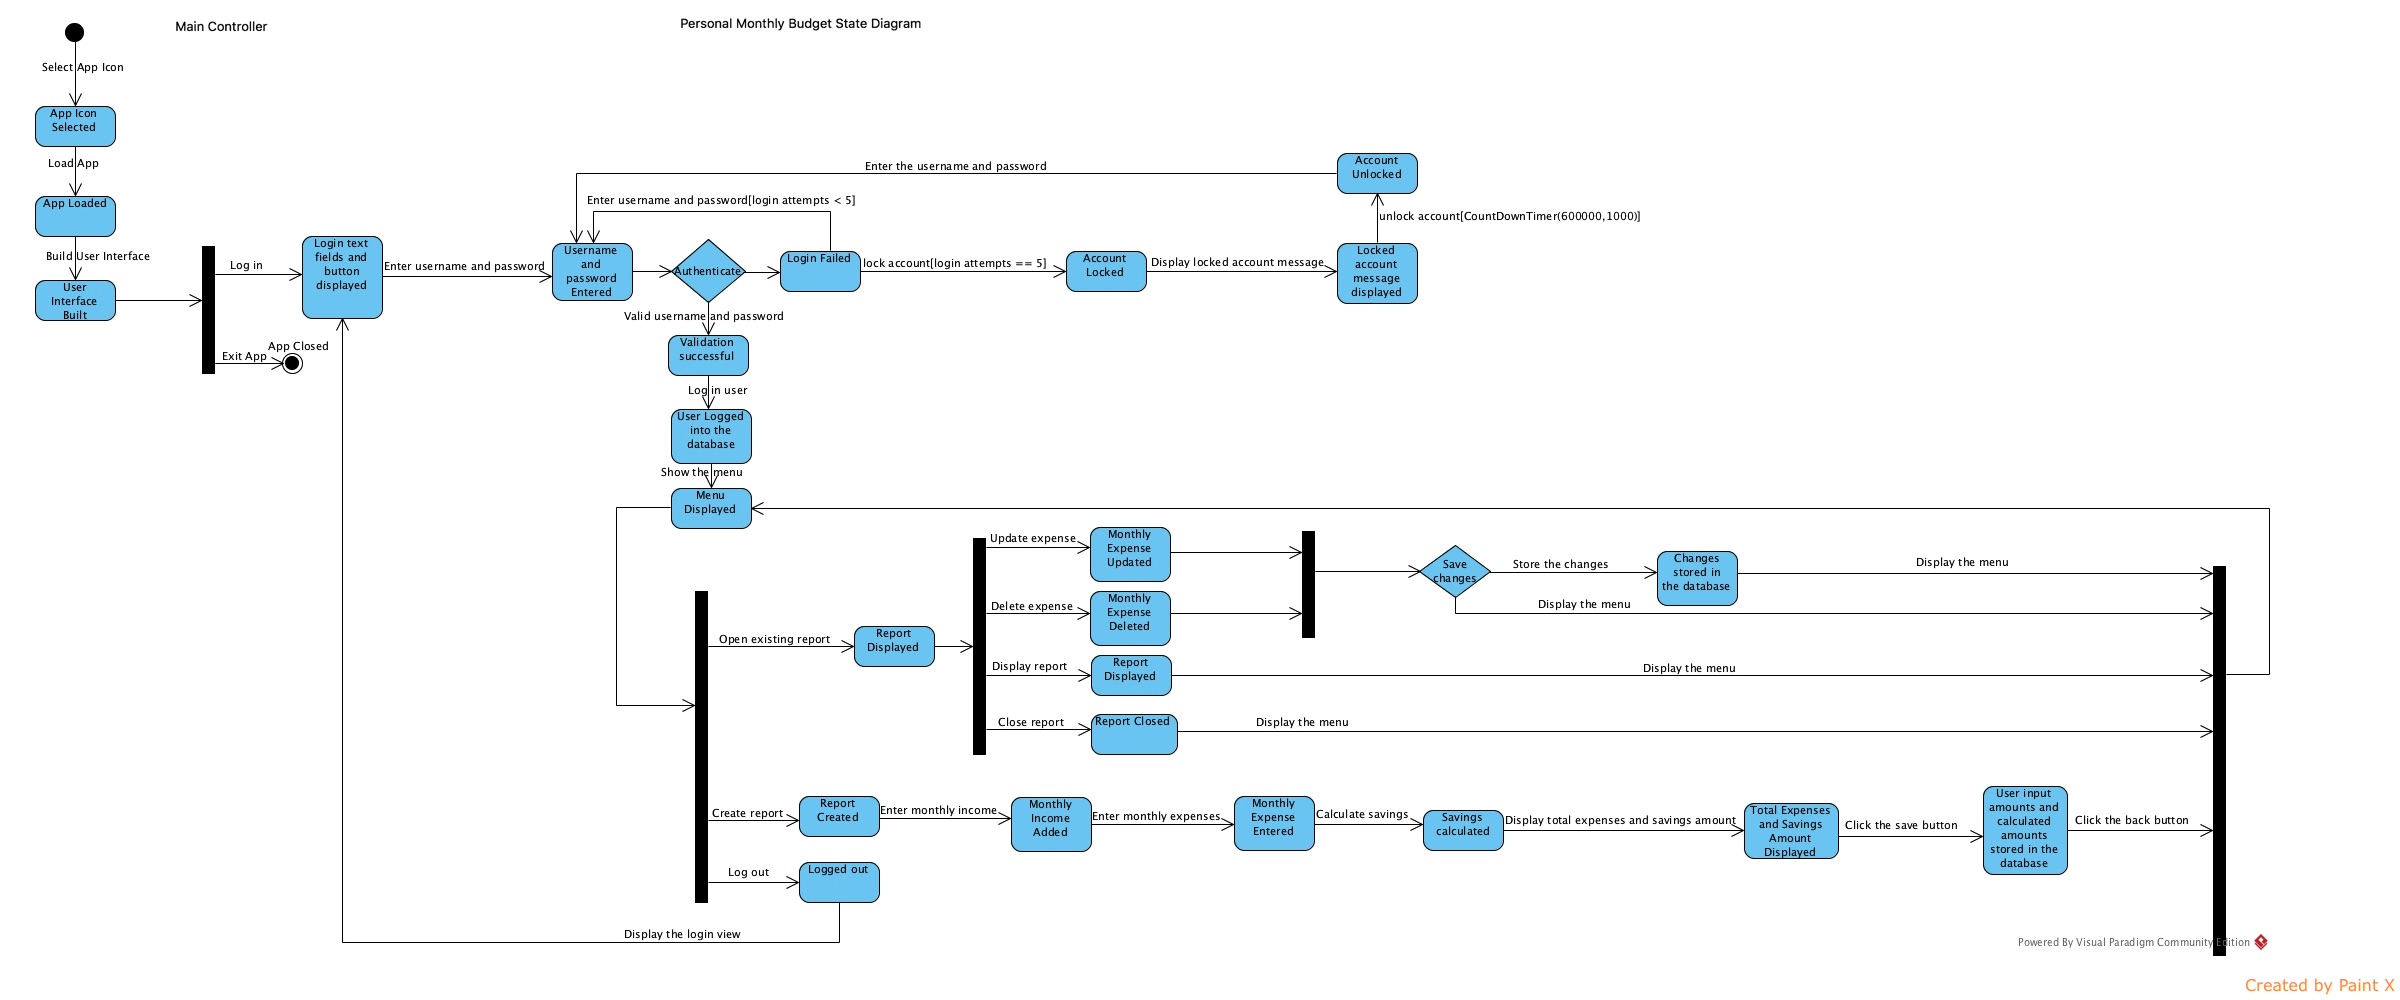 Main Controller
Personal Monthly Budget State Diagram
Select App Icon
App Icon
Selected
Load App
App Loaded
Build User Interface
User
Interface
Built
Log in
Exit App
App Closed
Login text
fields and
button
displayed
Enter username and password
Username
and
password
Entered
Enter the username and password
Enter username and password[login attempts < 5]
Authenticate
Login Failed
lock account[login attempts == 5]
Account
Locked
Display locked account message
Locked
account
message
displayed
unlock account[CountDownTimer(600000,1000)]
Account
Unlocked
Valid username and password
Validation
successful
Log in user
User Logged
into the
database
Show the menu
Menu
Displayed
Open existing report
Report
Displayed
Update expense
Monthly
Expense
Updated
Delete expense
Monthly
Expense
Deleted
Display report
Report
Displayed
Close report
Report Closed
Save
changes
Store the changes
Changes
stored in
the database
Display the menu
Display the menu
Display the menu
Display the menu
Create report
Report
Created
Enter monthly income
Monthly
Income
Added
Enter monthly expenses
Monthly
Expense
Entered
Calculate savings
Savings
calculated
Display total expenses and savings amount
Total Expenses
and Savings
Amount
Displayed
Click the save button
User input
amounts and
calculated
amounts
stored in the
database
Click the back button
Log out
Logged out
Display the login view
Powered By Visual Paradigm Community Edition
Created by Paint X